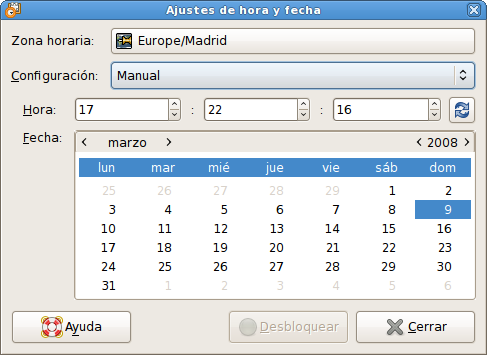 Ajustes de hora y fecha
Zona horaria: Europe/Madrid
Configuración: Manual
Hora: 17 : 22 : 16
Fecha: < marzo > < 2008 >
lun mar mié jue vie sáb dom
25 26 27 28 29 1 2
3 4 5 6 7 8 9
10 11 12 13 14 15 16
17 18 19 20 21 22 23
24 25 26 27 28 29 30
31 1 2 3 4 5 6
Ayuda Desbloquear Cerrar